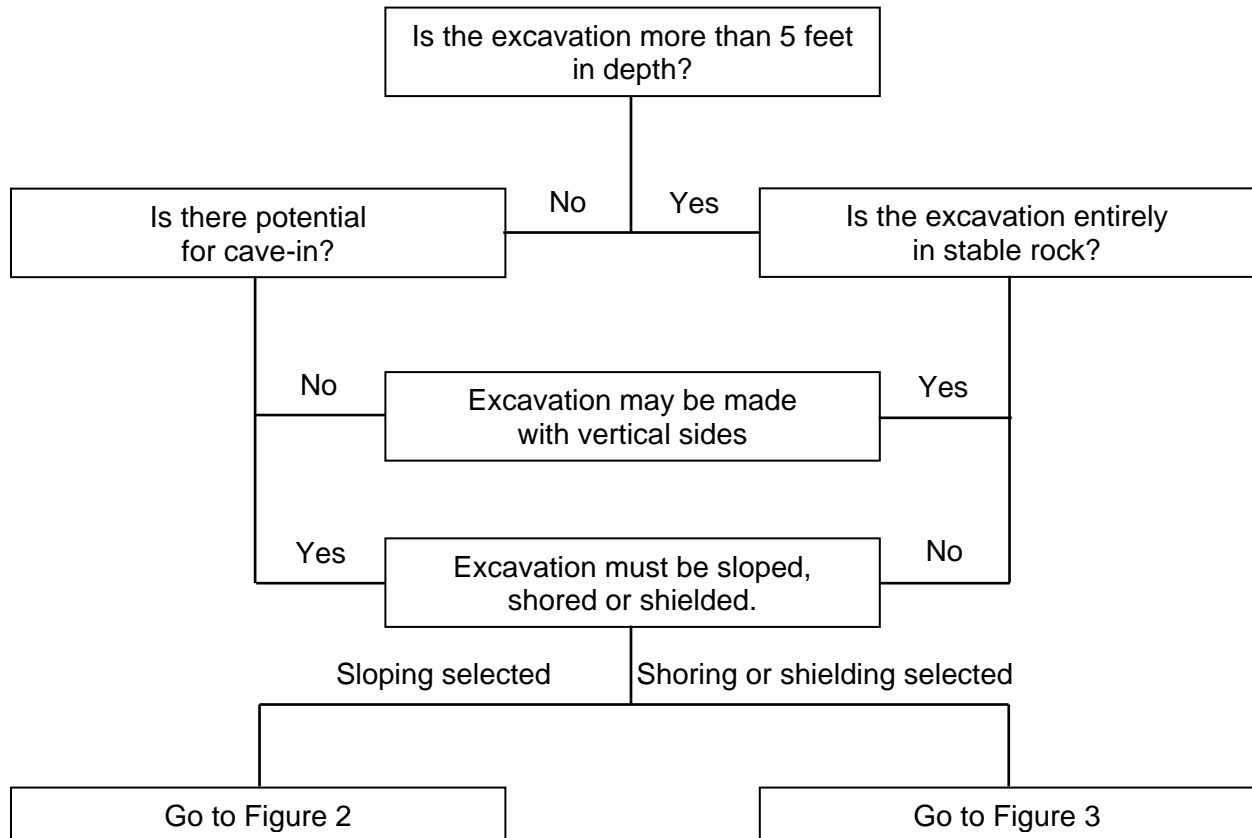 Is the excavation more than 5 feet
in depth?
No
Yes
Is there potential
for cave-in?
Is the excavation entirely
in stable rock?
No
Excavation may be made
with vertical sides
Yes
Yes
Excavation must be sloped,
shored or shielded.
No
Sloping selected
Shoring or shielding selected
Go to Figure 2
Go to Figure 3